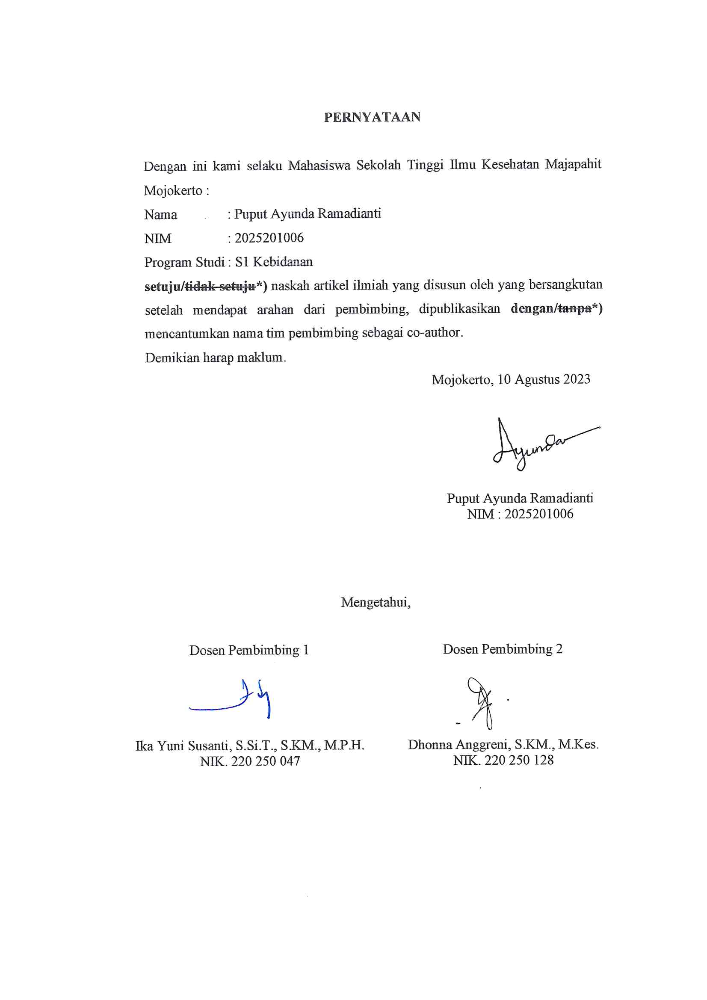 PERNYATAAN
Dengan ini kami selaku Mahasiswa Sekolah Tinggi Ilmu Kesehatan Majapahit
Mojokerto :
Nama : Puput Ayunda Ramadianti
NIM : 2025201006
Program Studi : S1 Kebidanan
setuju/tidak setuju*) naskah artikel ilmiah yang disusun oleh yang bersangkutan
setelah mendapat arahan dari pembimbing, dipublikasikan dengan/tanpa*)
mencantumkan nama tim pembimbing sebagai co-author.
Demikian harap maklum.
Mojokerto, 10 Agustus 2023
Ayunda
Puput Ayunda Ramadianti
NIM : 2025201006
Mengetahui,
Dosen Pembimbing 1 Dosen Pembimbing 2
Ika Yuni Susanti, S.Si.T., S.KM., M.P.H. Dhonna Anggreni, S.KM., M.Kes.
NIK. 220 250 047 NIK. 220 250 128